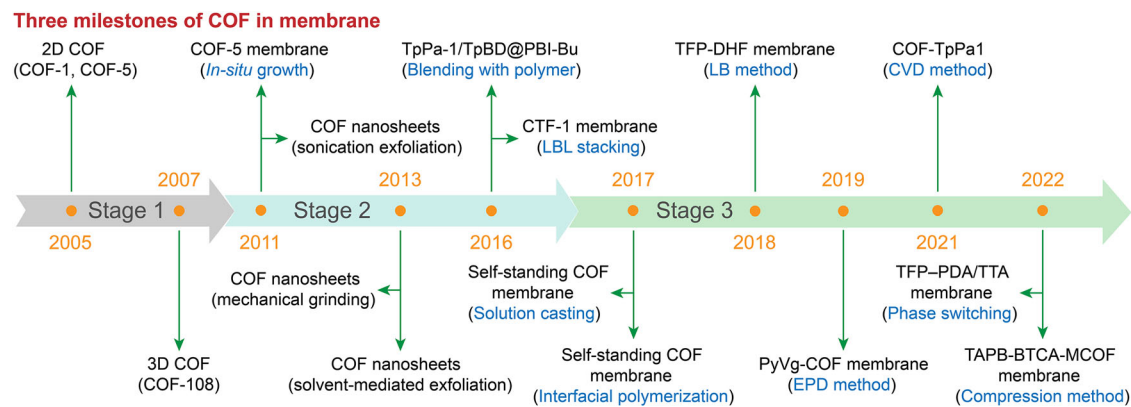 Three milestones of COF in membrane
2D COF
(COF-1, COF-5)
COF-5 membrane
(In-situ growth)
TpPa-1/TpBD@PBI-Bu
(Blending with polymer)
TFP-DHF membrane
(LB method)
COF-TpPa1
(CVD method)
COF nanosheets
(sonication exfoliation)
CTF-1 membrane
(LBL stacking)
2007
2013
2017
2019
2022
Stage 1
Stage 2
Stage 3
2005
2011
2016
2018
2021
COF nanosheets
(mechanical grinding)
Self-standing COF
membrane
(Solution casting)
TFP–PDA/TTA
membrane
(Phase switching)
3D COF
(COF-108)
COF nanosheets
(solvent-mediated exfoliation)
Self-standing COF
membrane
(Interfacial polymerization)
PyVg-COF membrane
(EPD method)
TAPB-BTCA-MCOF
membrane
(Compression method)